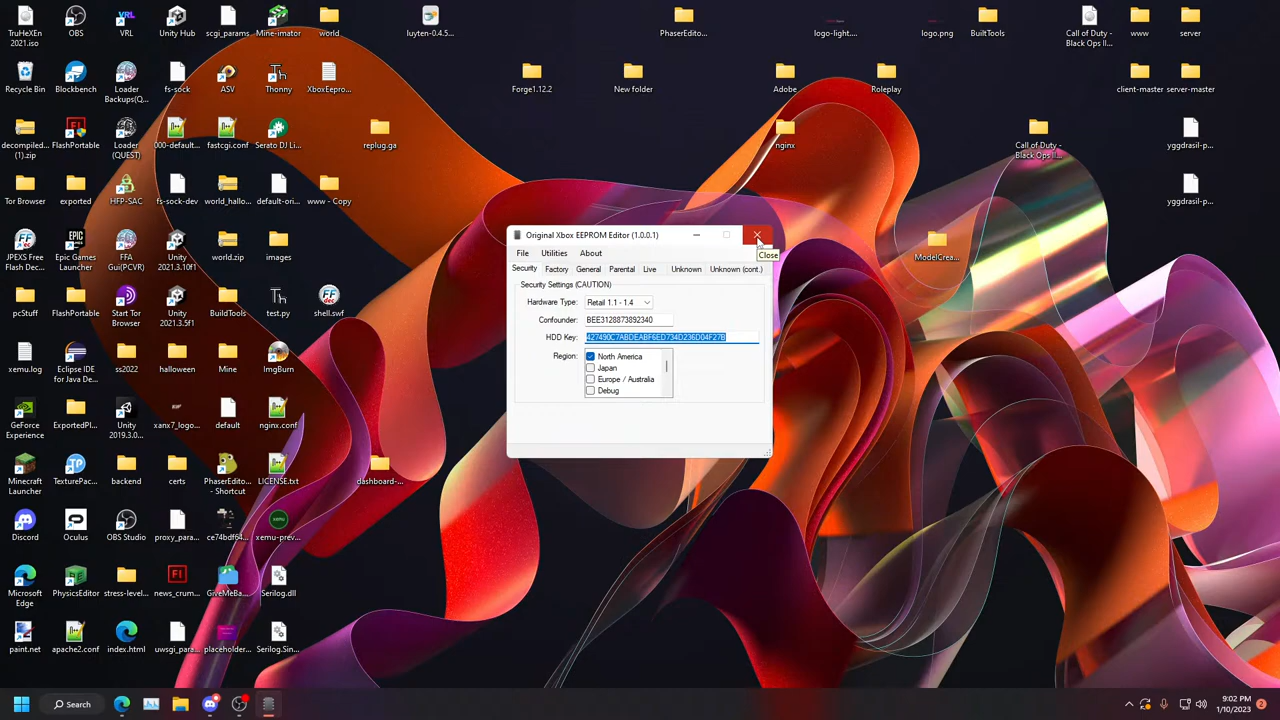 TruHeXEn 2021.iso
OBS
VRL
Unity Hub
scgi_params
Mine-imator
world
luyten-0.4.5...
PhaserEdito...
logo-light....
logo.png
BuiltTools
Call of Duty - Black Ops II...
www
server
Recycle Bin
Blockbench
Loader Backups(Q...
fs-sock
ASV
Thonny
XboxEepro...
Forge1.12.2
New folder
Adobe
Roleplay
client-master
server-master
decompiled... (1).zip
FlashPortable
Loader (QUEST)
000-default...
fastcgi.conf
Serato DJ Li...
replug.ga
nginx
Call of Duty - Black Ops II...
yggdrasil-p...
Tor Browser
exported
HFP-SAC
fs-sock-dev
world_hallo...
default-ori...
www - Copy
yggdrasil-p...
JPEXS Free Flash Dec...
Epic Games Launcher
FFA Gui(PCVR)
Unity 2021.3.10f1
world.zip
images
ModelCrea...
pcStuff
Construct 2
Start Tor Browser
Unity 2021.3.5f1
BuildTools
test.py
shell.swf
xemu.log
Eclipse IDE for Java De...
ss2022
halloween
Mine
ImgBurn
GeForce Experience
ExportedPl...
Unity 2019.3.0...
xanx7_logo...
default
nginx.conf
Minecraft Launcher
TexturePac...
backend
certs
PhaserEdito... - Shortcut
LICENSE.txt
dashboard-...
Discord
Oculus
OBS Studio
proxy_para...
ce74bdf64...
xemu-prev...
Microsoft Edge
PhysicsEditor
stress-level...
news_crum...
GiveMeBa...
Serilog.dll
paint.net
apache2.conf
index.html
uwsgi_para...
placeholder...
Serilog.Sin...
Original Xbox EEPROM Editor (1.0.0.1)
Close
File Utilities About
Security Factory General Parental Live Unknown Unknown (cont.)
Security Settings (CAUTION)
Hardware Type: Retail 1.1 - 1.4
Confounder: BEE3128873892340
HDD Key: 427490C7ABDEABF6ED734D236D04F27B
Region: North America
Japan
Europe / Australia
Debug
Search
9:02 PM
1/10/2023
2